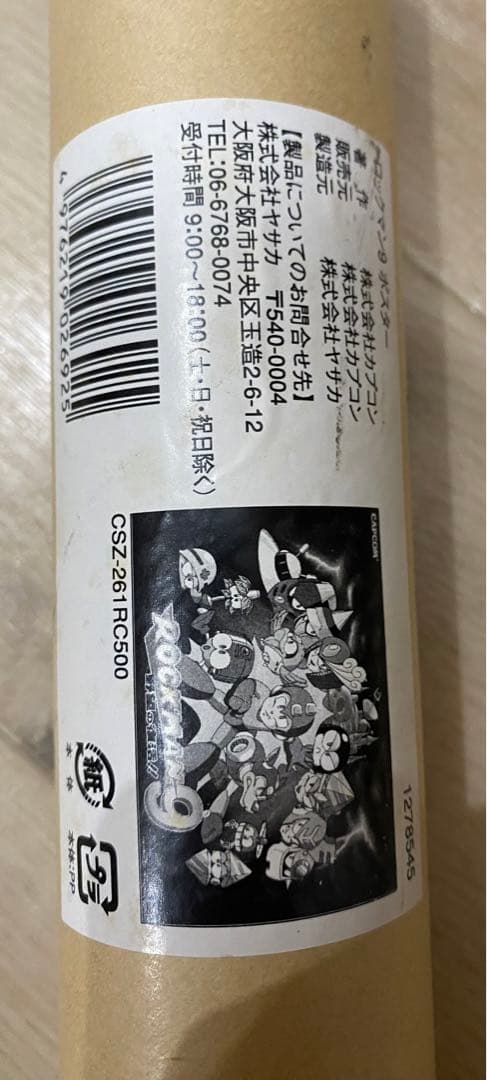 ロックマン9 ポスター
著 作 株式会社カプコン
販売元 株式会社カプコン
製造元 株式会社ヤサカ
【製品についてのお問合せ先】
株式会社ヤサカ 〒540-0004
大阪府大阪市中央区玉造2-6-12
TEL:06-6768-0074
受付時間 9:00〜18:00(土・日・祝日除く)
4976219026925
CAPCOM
ROCKMAN 9
CSZ-261RC500
1278545
紙
本体
プラ
本体:PP